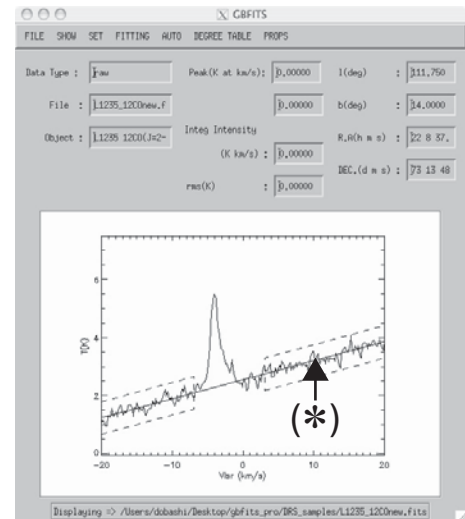 GBFITS
FILE SHOW SET FITTING AUTO DEGREE TABLE PROPS
Data Type : raw Peak(K at km/s): 0.00000 l(deg) : 111.750
File : L1235_12COnew.f 0.00000 b(deg) : 14.0000
Object : L1235 12CO(J=2- Integ Intensity R.A(h m s) : 22 8 37.
(K km/s) : 0.00000
DEC.(d m s) : 73 13 48
rms(K) : 0.00000
6
4
T(K)
2
0
-20 -10 0 10 20
Vlsr (km/s)
(*)
Displaying => /Users/dobashi/Desktop/gbfits_pro/DRS_samples/L1235_12COnew.fits